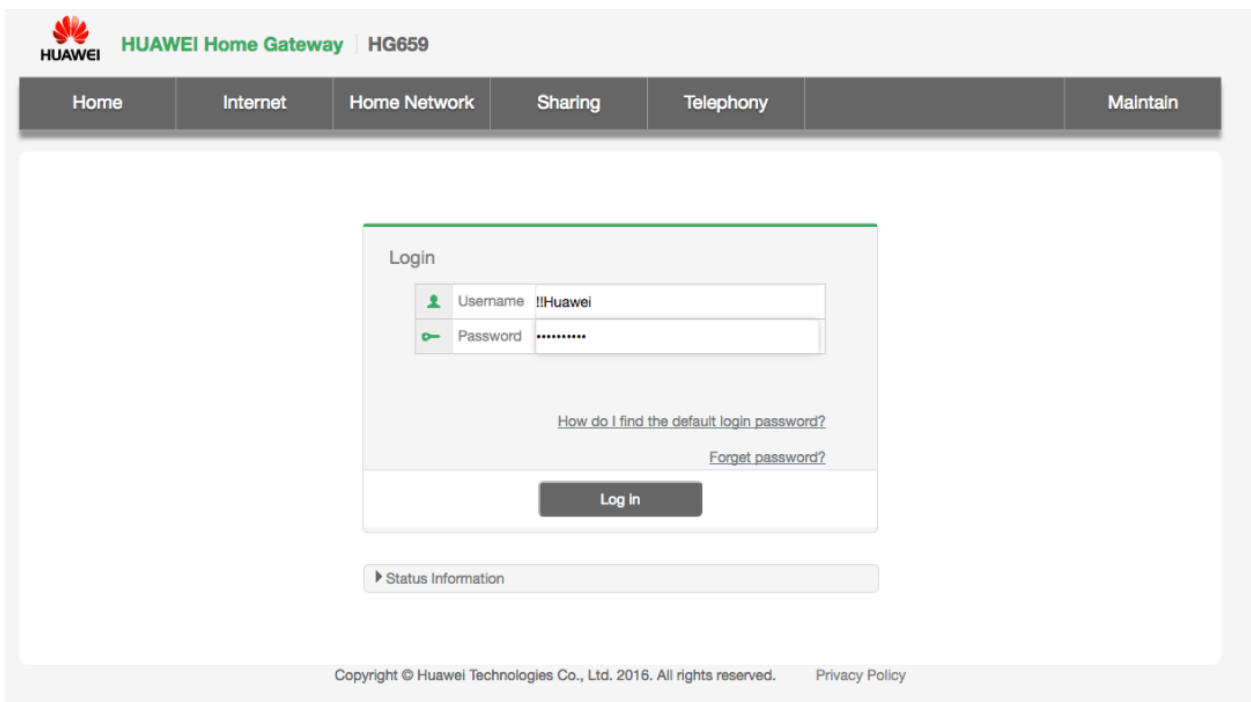 HUAWEI
HUAWEI Home Gateway HG659
Home Internet Home Network Sharing Telephony Maintain
Login
Username !!Huawei
Password ••••••••••
How do I find the default login password?
Forget password?
Log in
Status Information
Copyright © Huawei Technologies Co., Ltd. 2016. All rights reserved. Privacy Policy